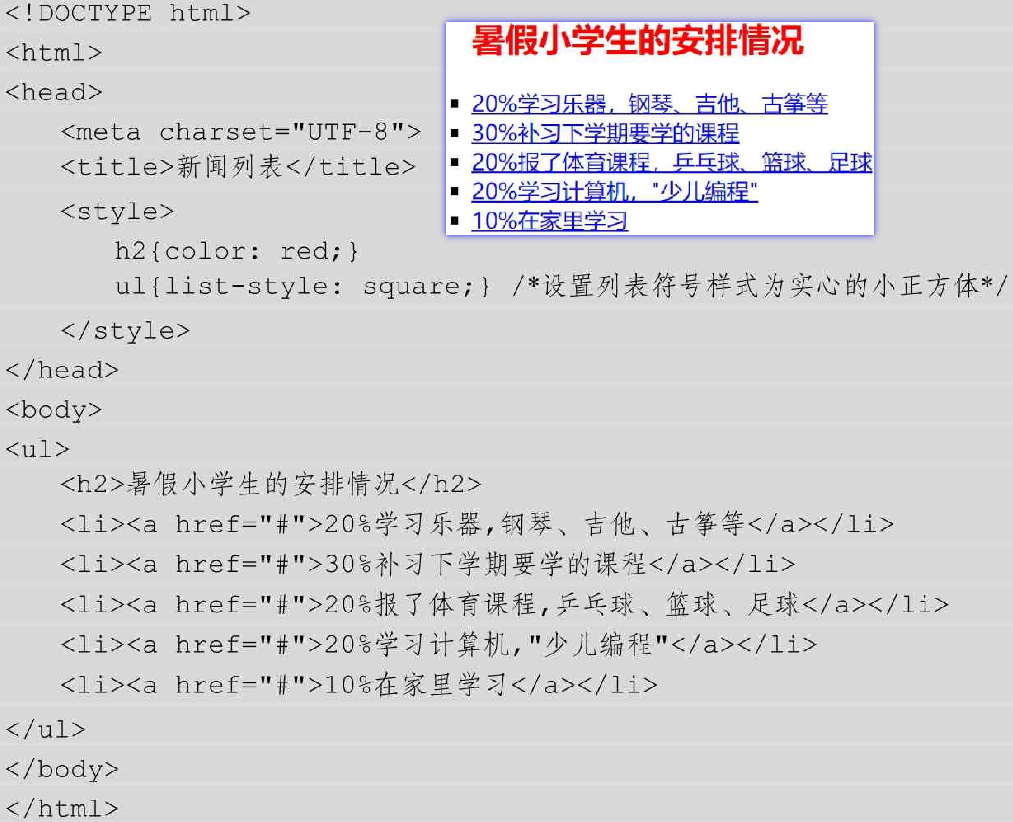 <!DOCTYPE html>
<html>
<head>
<meta charset="UTF-8">
<title>新闻列表</title>
<style>
h2{color: red;}
ul{list-style: square;} /*设置列表符号样式为实心的小正方体*/
</style>
</head>
<body>
<ul>
<h2>暑假小学生的安排情况</h2>
<li><a href="#">20%学习乐器,钢琴、吉他、古筝等</a></li>
<li><a href="#">30%补习下学期要学的课程</a></li>
<li><a href="#">20%报了体育课程,乒乓球、篮球、足球</a></li>
<li><a href="#">20%学习计算机,"少儿编程"</a></li>
<li><a href="#">10%在家里学习</a></li>
</ul>
</body>
</html>
暑假小学生的安排情况
▪ 20%学习乐器，钢琴、吉他、古筝等
▪ 30%补习下学期要学的课程
▪ 20%报了体育课程，乒乓球、篮球、足球
▪ 20%学习计算机，"少儿编程"
▪ 10%在家里学习